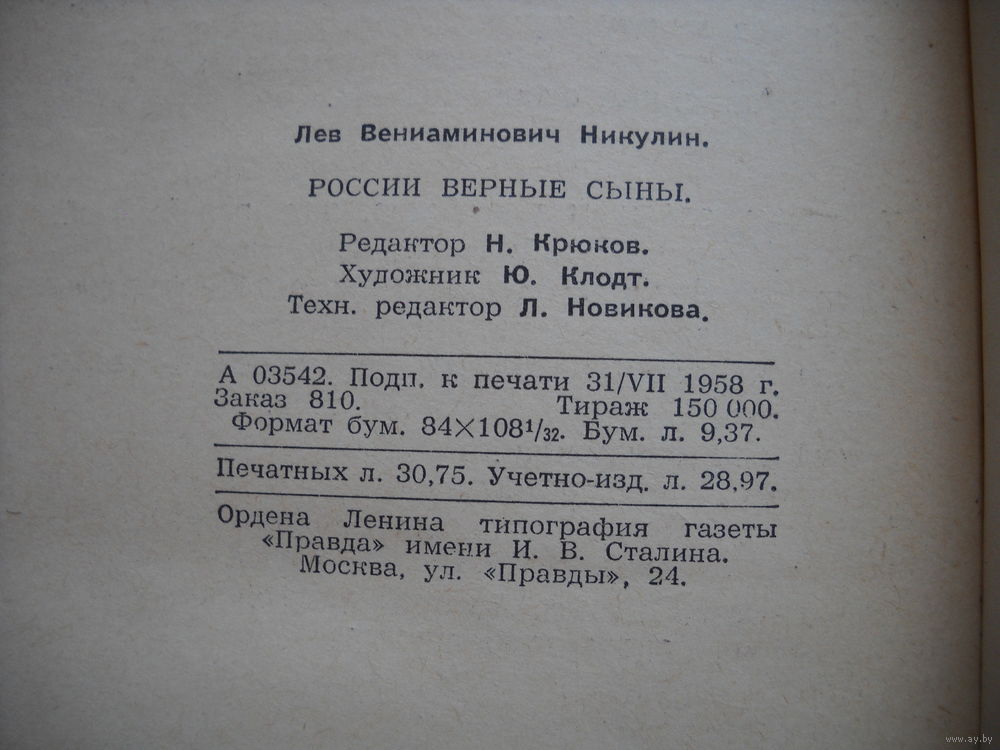 Лев Вениаминович Никулин.
РОССИИ ВЕРНЫЕ СЫНЫ.
Редактор Н. Крюков.
Художник Ю. Клодт.
Техн. редактор Л. Новикова.
А 03542. Подп. к печати 31/VII 1958 г.
Заказ 810. Тираж 150 000.
Формат бум. 84×108¹/₃₂. Бум. л. 9,37.
Печатных л. 30,75. Учетно-изд. л. 28,97.
Ордена Ленина типография газеты
«Правда» имени И. В. Сталина.
Москва, ул. «Правды», 24.
www.ay.by